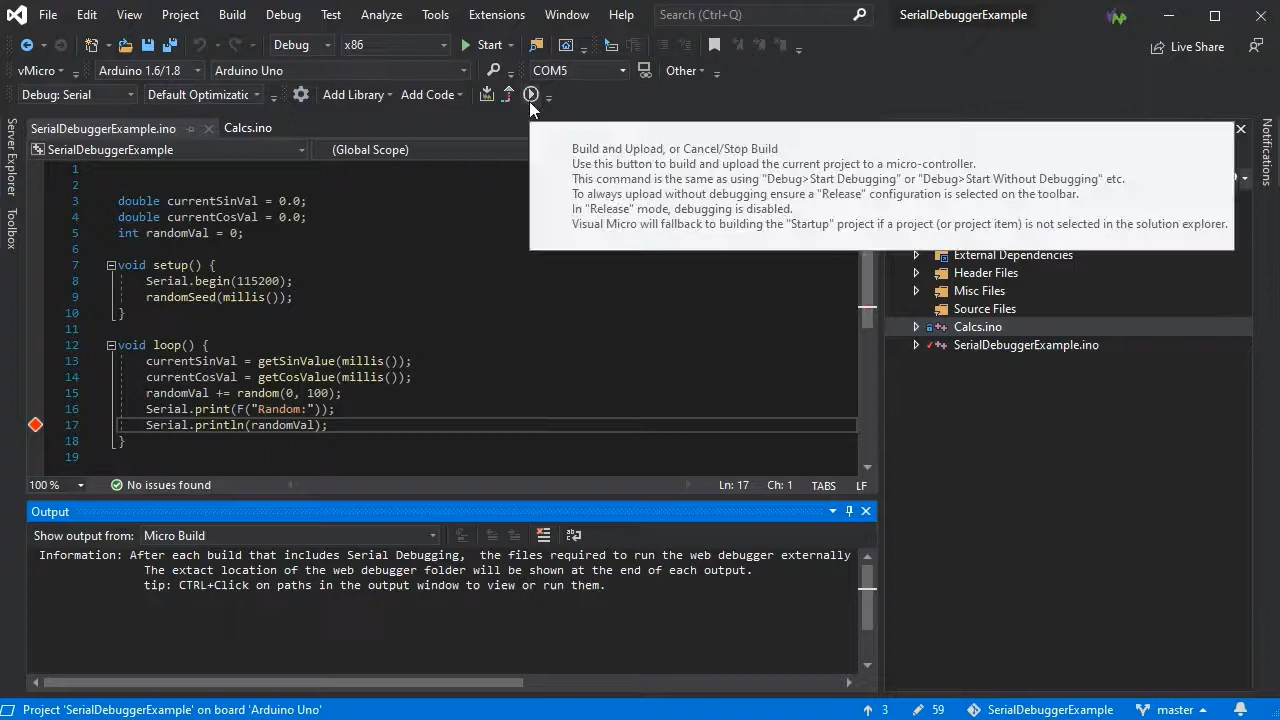 File Edit View Project Build Debug Test Analyze Tools Extensions Window Help Search (Ctrl+Q) SerialDebuggerExample
Debug x86 Start Live Share
vMicro Arduino 1.6/1.8 Arduino Uno COM5 Other
Debug: Serial Default Optimizatic Add Library Add Code
Server Explorer
Toolbox
Notifications
SerialDebuggerExample.ino Calcs.ino
SerialDebuggerExample (Global Scope)
Build and Upload, or Cancel/Stop Build
Use this button to build and upload the current project to a micro-controller.
This command is the same as using "Debug>Start Debugging" or "Debug>Start Without Debugging" etc.
To always upload without debugging ensure a "Release" configuration is selected on the toolbar.
In "Release" mode, debugging is disabled.
Visual Micro will fallback to building the "Startup" project if a project (or project item) is not selected in the solution explorer.
1
2
3 double currentSinVal = 0.0;
4 double currentCosVal = 0.0;
5 int randomVal = 0;
6
7 void setup() {
8 Serial.begin(115200);
9 randomSeed(millis());
10 }
11
12 void loop() {
13 currentSinVal = getSinValue(millis());
14 currentCosVal = getCosValue(millis());
15 randomVal += random(0, 100);
16 Serial.print(F("Random:"));
17 Serial.println(randomVal);
18 }
19
External Dependencies
Header Files
Misc Files
Source Files
Calcs.ino
SerialDebuggerExample.ino
100 % No issues found Ln: 17 Ch: 1 TABS LF
Output
Show output from: Micro Build
Information: After each build that includes Serial Debugging, the files required to run the web debugger externally
The extact location of the web debugger folder will be shown at the end of each output.
tip: CTRL+Click on paths in the output window to view or run them.
Project 'SerialDebuggerExample' on board 'Arduino Uno' 3 59 SerialDebuggerExample master